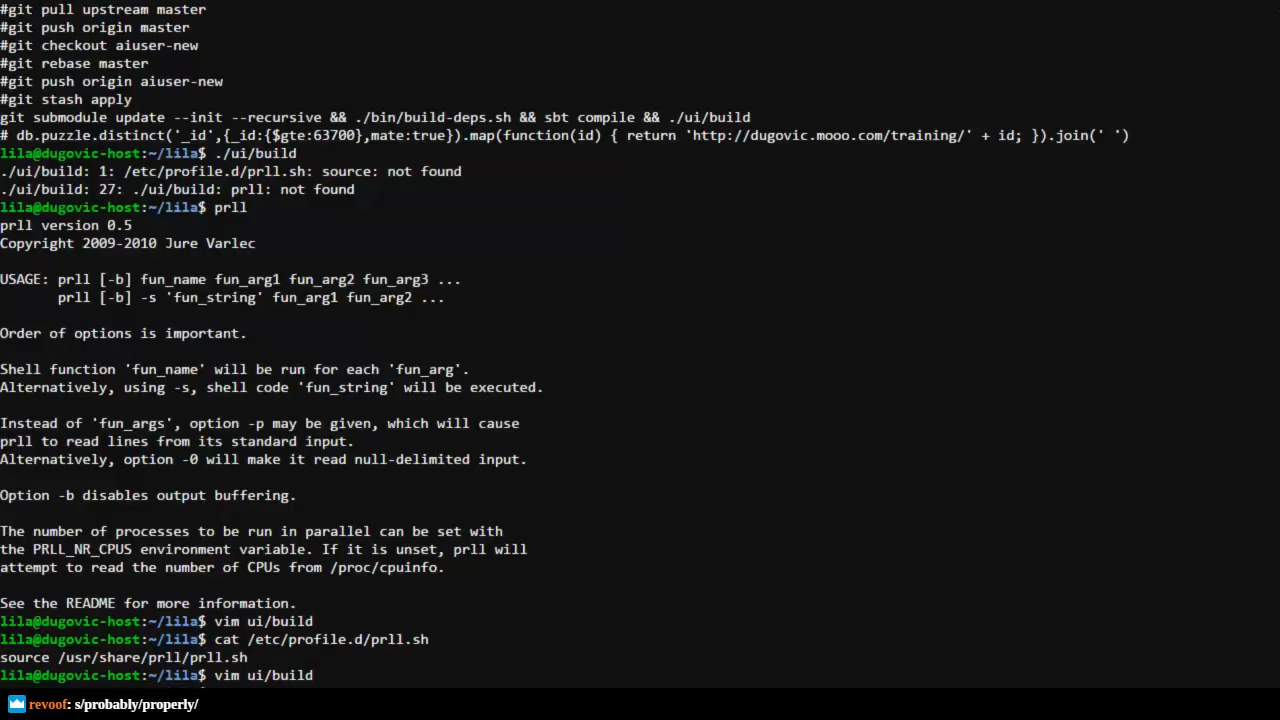 #git pull upstream master
#git push origin master
#git checkout aiuser-new
#git rebase master
#git push origin aiuser-new
#git stash apply
git submodule update --init --recursive && ./bin/build-deps.sh && sbt compile && ./ui/build
# db.puzzle.distinct('_id',{_id:{$gte:63700},mate:true}).map(function(id) { return 'http://dugovic.mooo.com/training/' + id; }).join(' ')
lila@dugovic-host:~/lila$ ./ui/build
./ui/build: 1: /etc/profile.d/prll.sh: source: not found
./ui/build: 27: ./ui/build: prll: not found
lila@dugovic-host:~/lila$ prll
prll version 0.5
Copyright 2009-2010 Jure Varlec
USAGE: prll [-b] fun_name fun_arg1 fun_arg2 fun_arg3 ...
prll [-b] -s 'fun_string' fun_arg1 fun_arg2 ...
Order of options is important.
Shell function 'fun_name' will be run for each 'fun_arg'.
Alternatively, using -s, shell code 'fun_string' will be executed.
Instead of 'fun_args', option -p may be given, which will cause
prll to read lines from its standard input.
Alternatively, option -0 will make it read null-delimited input.
Option -b disables output buffering.
The number of processes to be run in parallel can be set with
the PRLL_NR_CPUS environment variable. If it is unset, prll will
attempt to read the number of CPUs from /proc/cpuinfo.
See the README for more information.
lila@dugovic-host:~/lila$ vim ui/build
lila@dugovic-host:~/lila$ cat /etc/profile.d/prll.sh
source /usr/share/prll/prll.sh
lila@dugovic-host:~/lila$ vim ui/build
revoof: s/probably/properly/